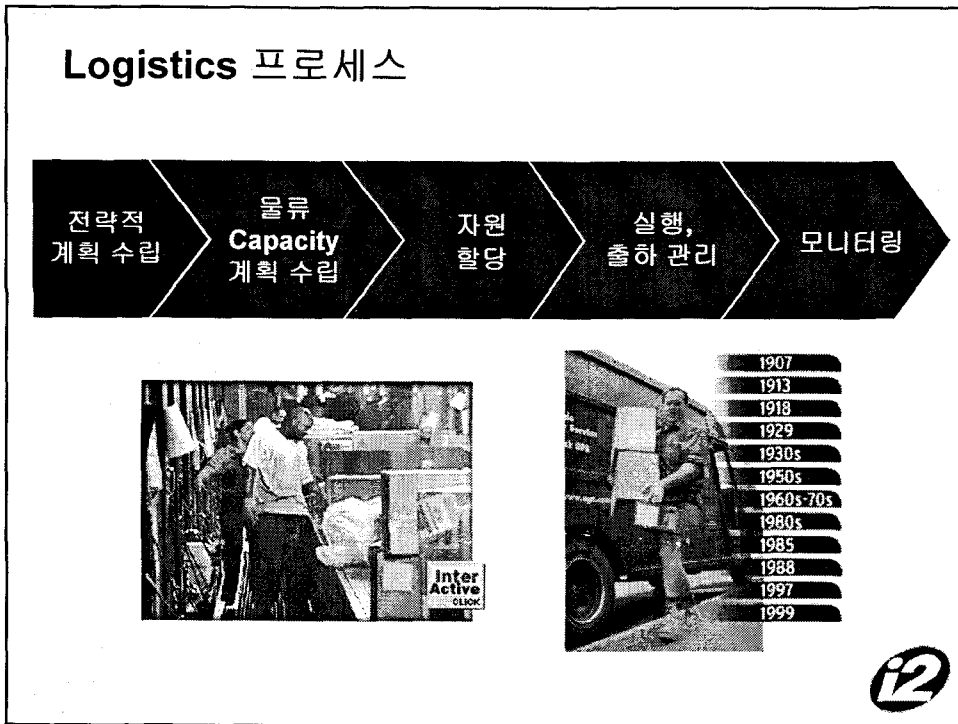 Logistics 프로세스
전략적
계획 수립
물류
Capacity
계획 수립
자원
할당
실행,
출하 관리
모니터링
Inter
Active
CLICK
1907
1913
1918
1929
1930s
1950s
1960s-70s
1980s
1985
1988
1997
1999
i2